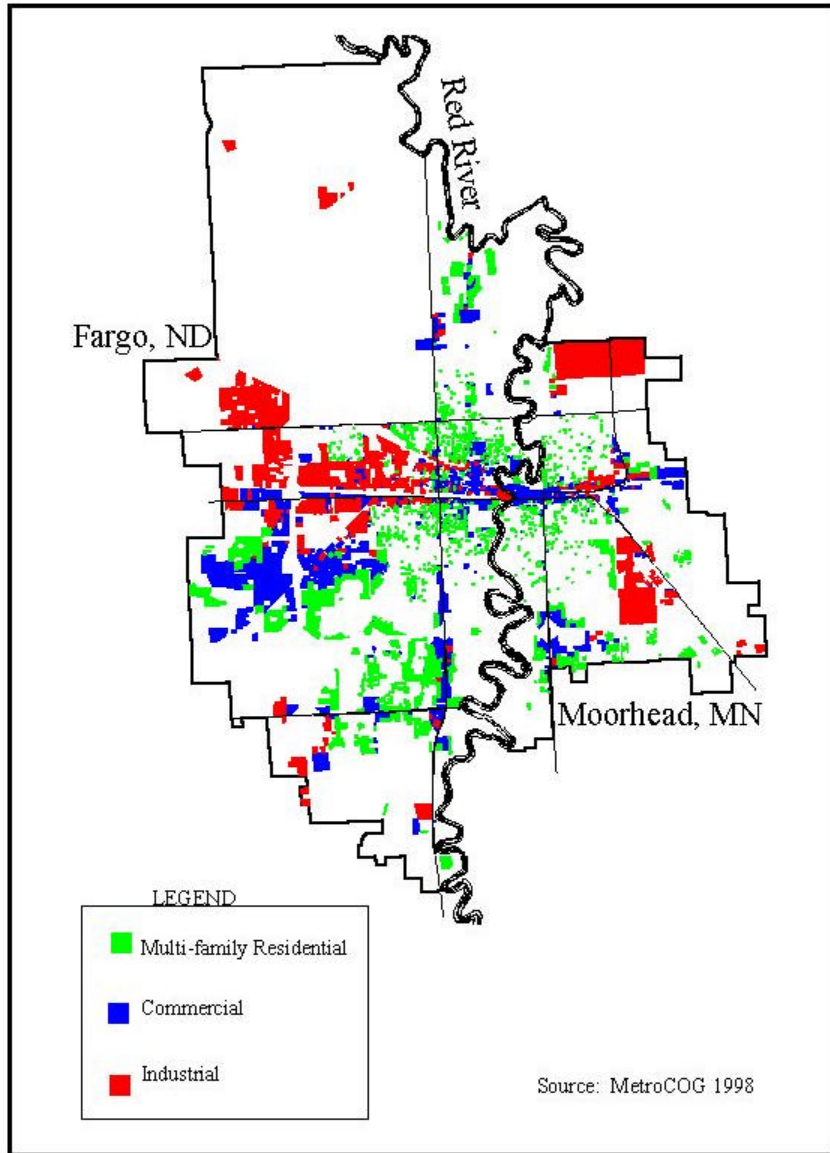 Red River
Fargo, ND
Moorhead, MN
LEGEND
Multi-family Residential
Commercial
Industrial
Source: MetroCOG 1998